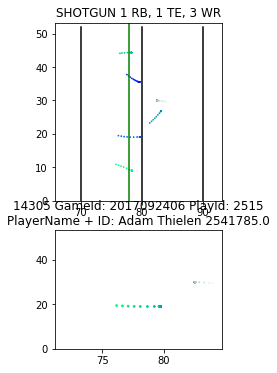 SHOTGUN 1 RB, 1 TE, 3 WR
50
40
30
20
10
0
70 80 90
14305 GameId: 2017092406 PlayId: 2515
PlayerName + ID: Adam Thielen 2541785.0
40
20
0
75 80